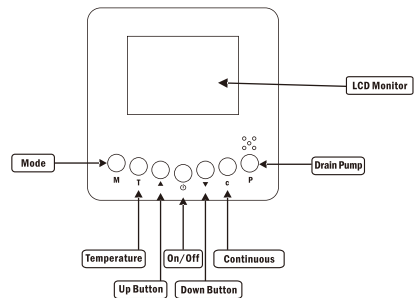 LCD Monitor
Mode
Drain Pump
M T ▲ ⏼ ▼ c P
Temperature
On/Off
Continuous
Up Button
Down Button